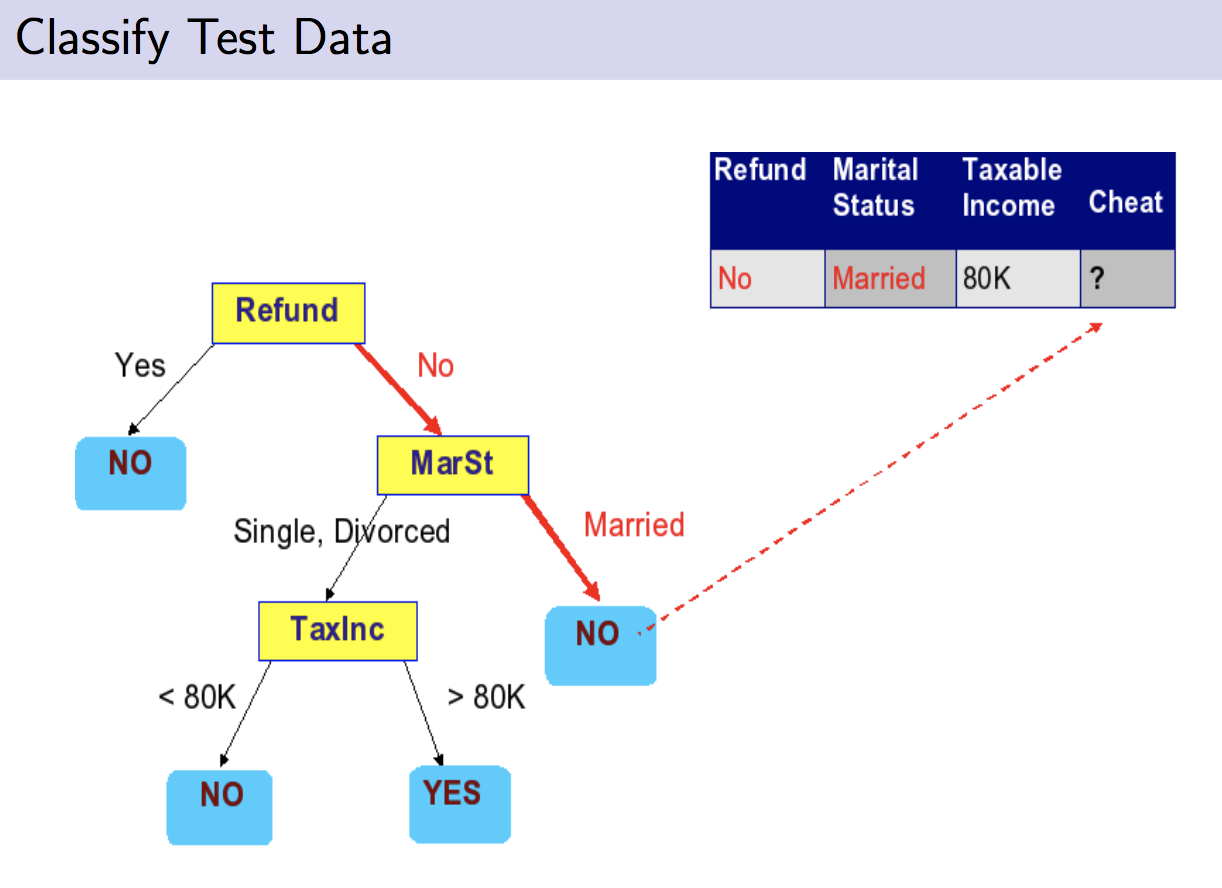 Classify Test Data
Refund Marital Status Taxable Income Cheat
No Married 80K ?
Refund
Yes No
NO
MarSt
Single, Divorced Married
TaxInc
NO
< 80K > 80K
NO YES